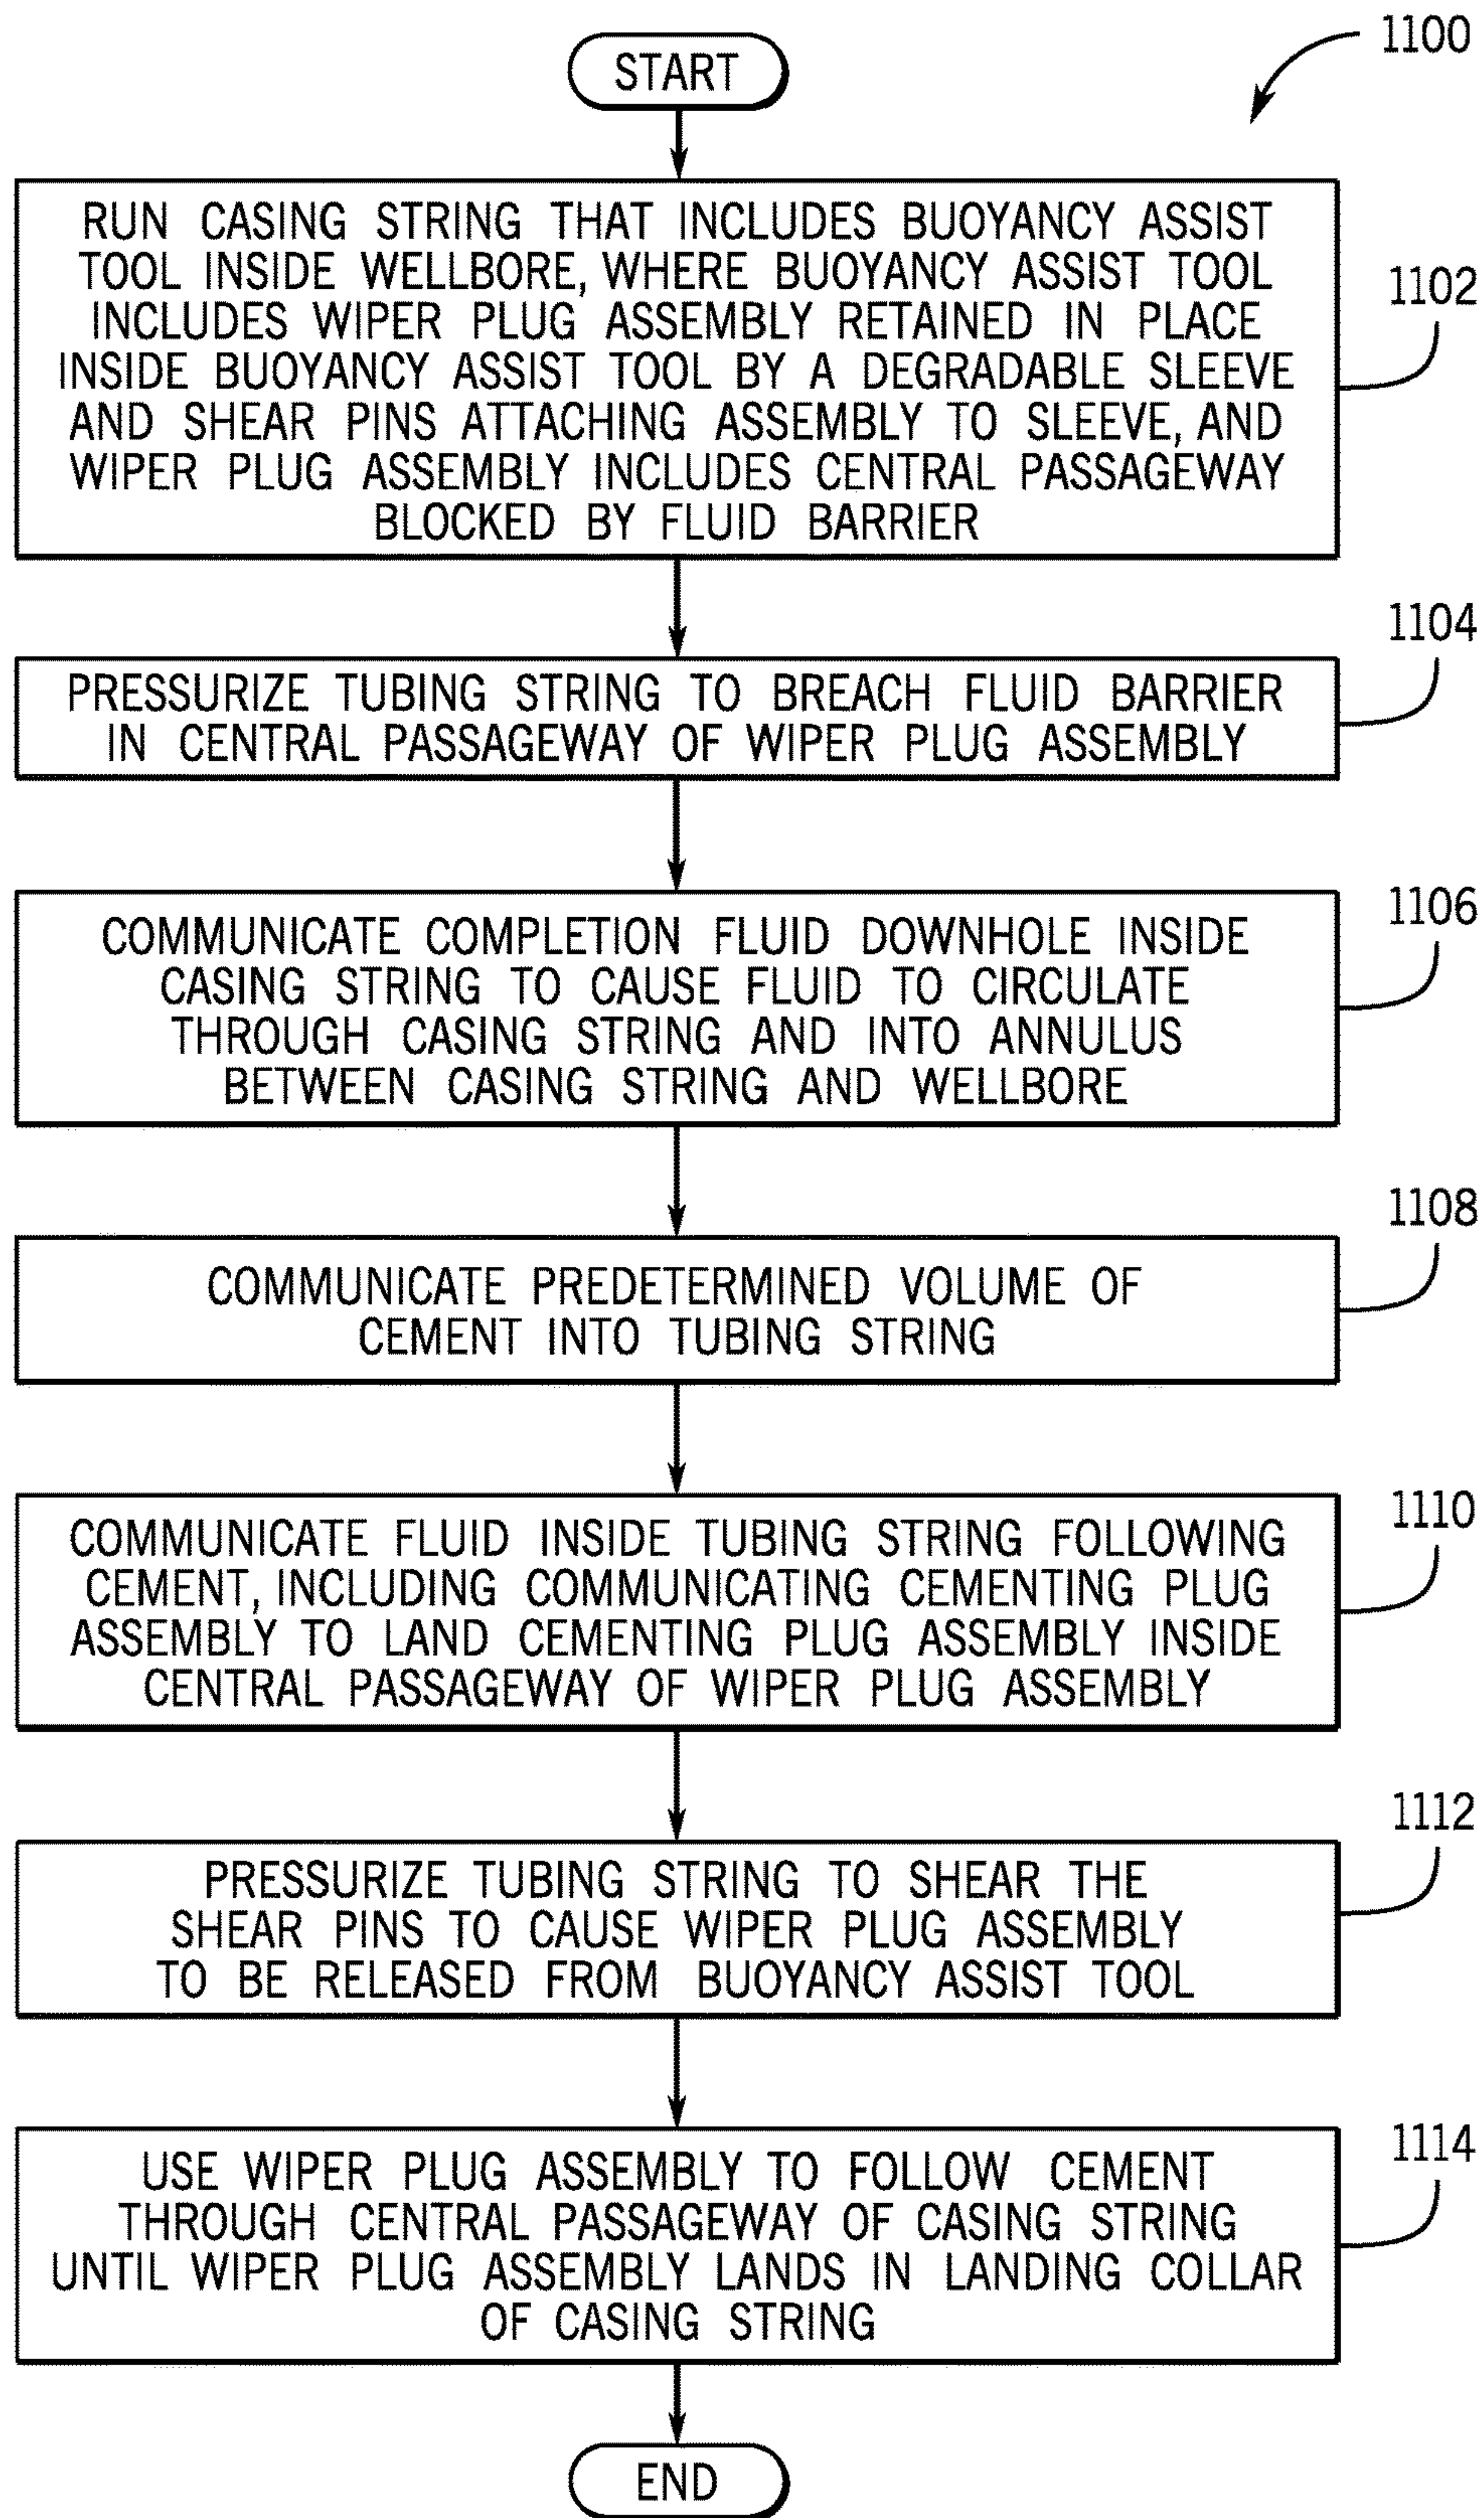 1100
START
RUN CASING STRING THAT INCLUDES BUOYANCY ASSIST
TOOL INSIDE WELLBORE, WHERE BUOYANCY ASSIST TOOL
INCLUDES WIPER PLUG ASSEMBLY RETAINED IN PLACE
INSIDE BUOYANCY ASSIST TOOL BY A DEGRADABLE SLEEVE
AND SHEAR PINS ATTACHING ASSEMBLY TO SLEEVE, AND
WIPER PLUG ASSEMBLY INCLUDES CENTRAL PASSAGEWAY
BLOCKED BY FLUID BARRIER
1102
PRESSURIZE TUBING STRING TO BREACH FLUID BARRIER
IN CENTRAL PASSAGEWAY OF WIPER PLUG ASSEMBLY
1104
COMMUNICATE COMPLETION FLUID DOWNHOLE INSIDE
CASING STRING TO CAUSE FLUID TO CIRCULATE
THROUGH CASING STRING AND INTO ANNULUS
BETWEEN CASING STRING AND WELLBORE
1106
COMMUNICATE PREDETERMINED VOLUME OF
CEMENT INTO TUBING STRING
1108
COMMUNICATE FLUID INSIDE TUBING STRING FOLLOWING
CEMENT, INCLUDING COMMUNICATING CEMENTING PLUG
ASSEMBLY TO LAND CEMENTING PLUG ASSEMBLY INSIDE
CENTRAL PASSAGEWAY OF WIPER PLUG ASSEMBLY
1110
PRESSURIZE TUBING STRING TO SHEAR THE
SHEAR PINS TO CAUSE WIPER PLUG ASSEMBLY
TO BE RELEASED FROM BUOYANCY ASSIST TOOL
1112
USE WIPER PLUG ASSEMBLY TO FOLLOW CEMENT
THROUGH CENTRAL PASSAGEWAY OF CASING STRING
UNTIL WIPER PLUG ASSEMBLY LANDS IN LANDING COLLAR
OF CASING STRING
1114
END